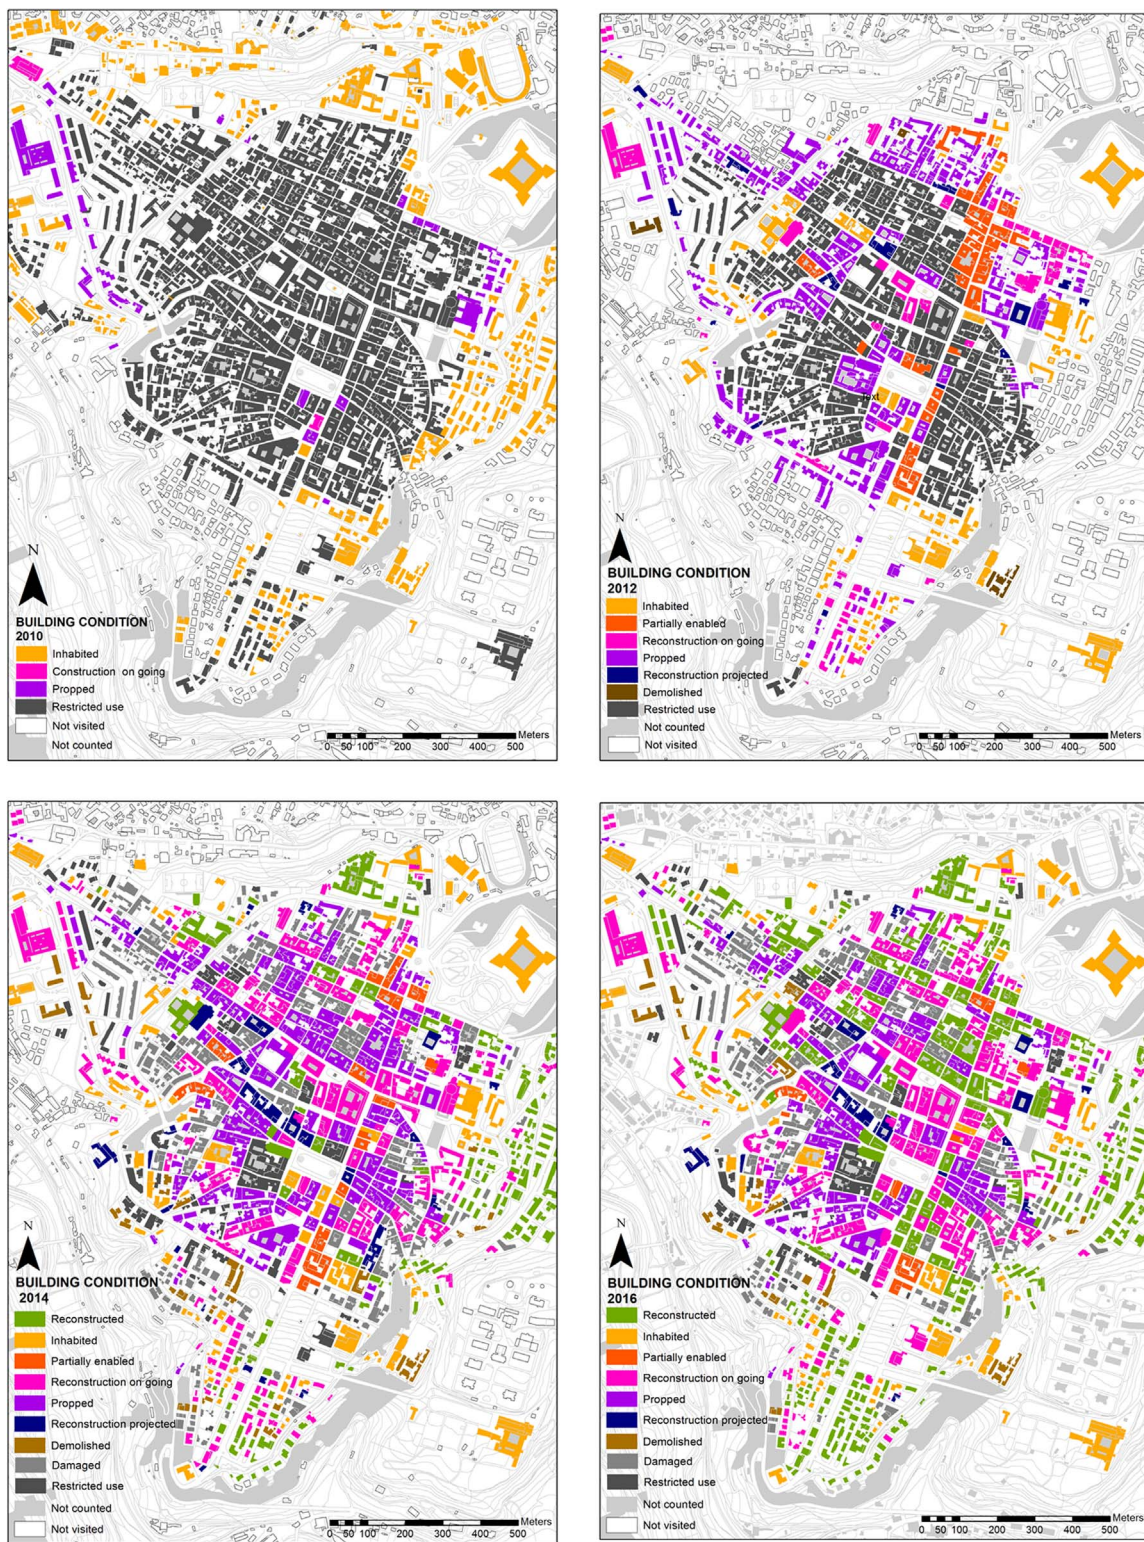 N
BUILDING CONDITION
2010
Inhabited
Construction on going
Propped
Restricted use
Not visited
Not counted
0 50 100 200 300 400 500 Meters
Text
N
BUILDING CONDITION
2012
Inhabited
Partially enabled
Reconstruction on going
Propped
Reconstruction projected
Demolished
Restricted use
Not counted
Not visited
0 50 100 200 300 400 500 Meters
N
BUILDING CONDITION
2014
Reconstructed
Inhabited
Partially enabled
Reconstruction on going
Propped
Reconstruction projected
Demolished
Damaged
Restricted use
Not counted
Not visited
0 50 100 200 300 400 500 Meters
N
BUILDING CONDITION
2016
Reconstructed
Inhabited
Partially enabled
Reconstruction on going
Propped
Reconstruction projected
Demolished
Damaged
Restricted use
Not counted
Not visited
0 50 100 200 300 400 500 Meters